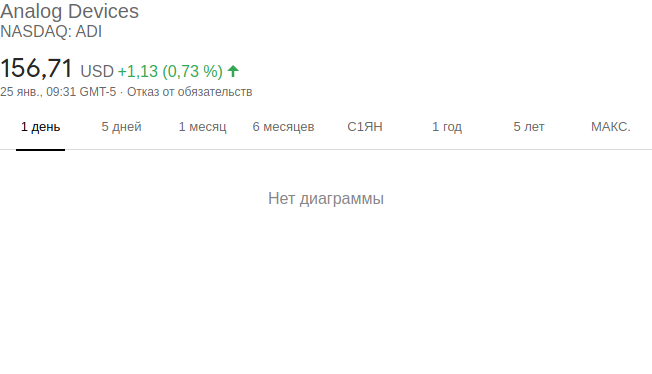 Analog Devices
NASDAQ: ADI
156,71 USD +1,13 (0,73 %)
25 янв., 09:31 GMT-5 · Отказ от обязательств
1 день 5 дней 1 месяц 6 месяцев С1ЯН 1 год 5 лет МАКС.
Нет диаграммы